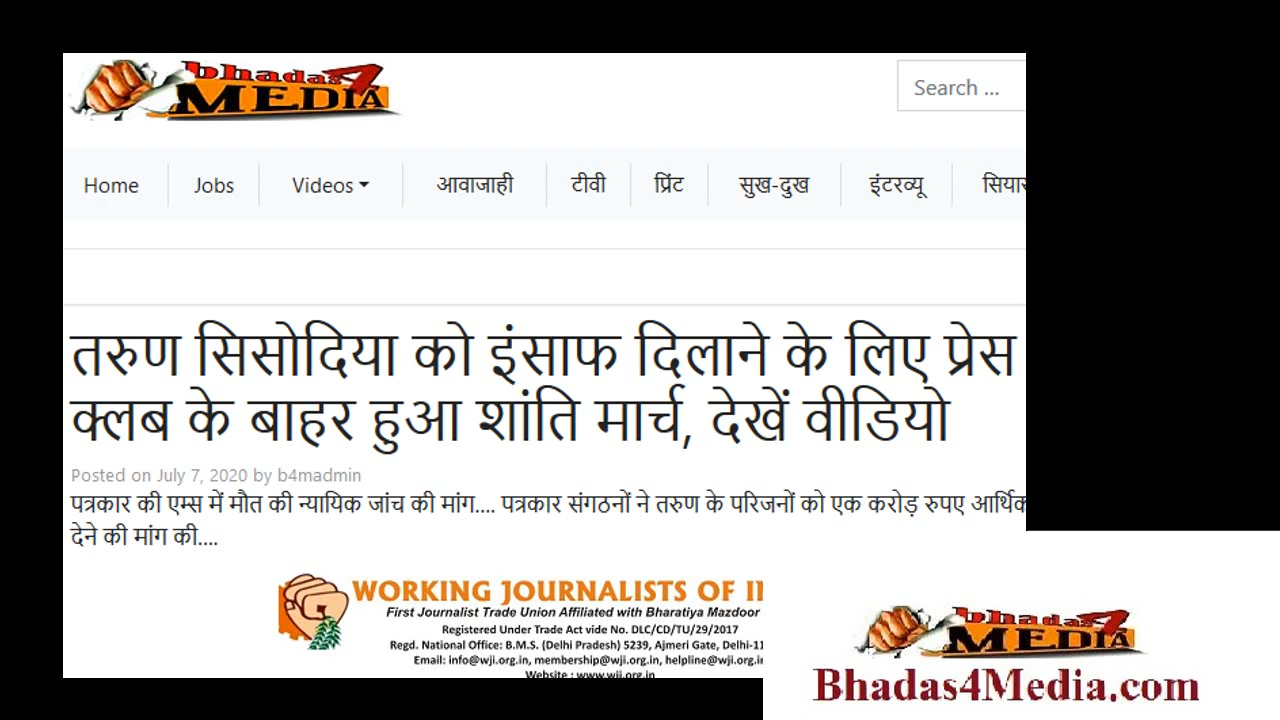 bhadas4
MEDIA
Search ...
Home Jobs Videos आवाजाही टीवी प्रिंट सुख-दुख इंटरव्यू
तरुण सिसोदिया को इंसाफ दिलाने के लिए प्रेस
क्लब के बाहर हुआ शांति मार्च, देखें वीडियो
Posted on July 7, 2020 by b4madmin
पत्रकार की एम्स में मौत की न्यायिक जांच की मांग.... पत्रकार संगठनों ने तरुण के परिजनों को एक करोड़ रुपए आर्थिक
देने की मांग की....
WORKING JOURNALISTS OF
First Journalist Trade Union Affiliated with Bharatiya Mazdoor
Registered Under Trade Act vide No. DLC/CD/TU/29/2017
Regd. National Office: B.M.S. (Delhi Pradesh) 5239, Ajmeri Gate, Delhi-11
Email: info@wji.org.in, membership@wji.org.in, helpline@wji.org.in
Website : www.wji.org.in
bhadas4
MEDIA
Bhadas4Media.com